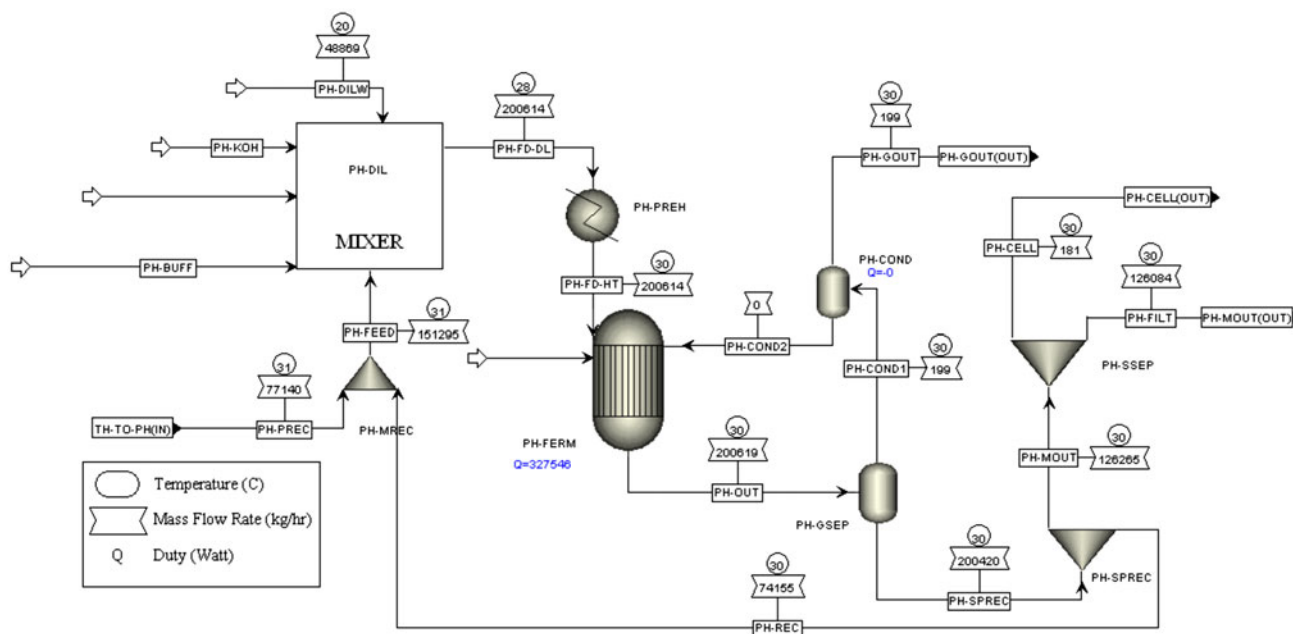 20
48869
PH-DILW
PH-KOH
PH-DIL
MIXER
PH-BUFF
28
200614
PH-FD-DL
PH-PREH
PH-FD-HT
30
200614
31
PH-FEED
151295
31
77140
TH-TO-PH(IN)
PH-PREC
PH-MREC
PH-FERM
Q=327546
0
PH-COND2
30
199
PH-GOUT
PH-GOUT(OUT)
PH-COND
Q=-0
30
PH-COND1
199
30
200619
PH-OUT
PH-GSEP
PH-CELL(OUT)
30
PH-CELL
181
30
126084
PH-FILT
PH-MOUT(OUT)
PH-SSEP
30
PH-MOUT
126265
30
200420
PH-SPREC
PH-SPREC
30
74155
PH-REC
Temperature (C)
Mass Flow Rate (kg/hr)
Q Duty (Watt)